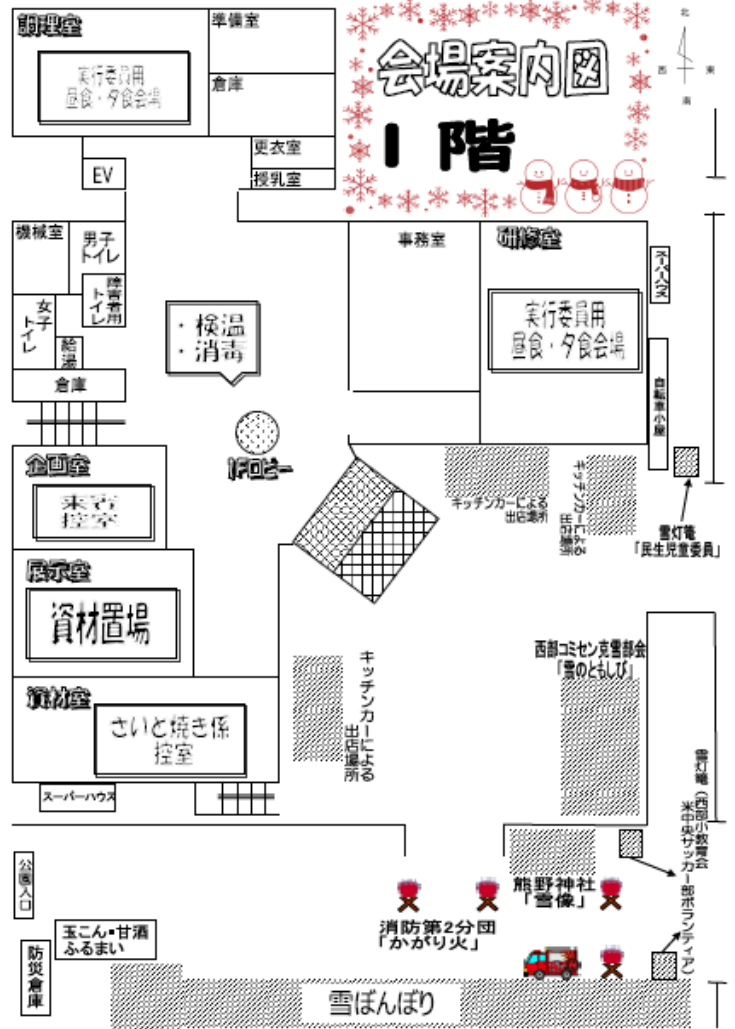 調理室
実行委員用
昼食・夕食会場
準備室
倉庫
更衣室
授乳室
EV
会場案内図
1階
北
西
東
南
機械室
男子
トイレ
障害者用
トイレ
女子
トイレ
給湯
倉庫
・検温
・消毒
1Fロビー
事務室
研修室
実行委員用
昼食・夕食会場
スーパーハウス
自転車小屋
企画室
来客
控室
展示室
資材置場
資材室
さいと焼き係
控室
スーパーハウス
キッチンカーによる
出店場所
キッチンカーによる
出店場所
雪灯篭
「民生児童委員」
キッチンカーによる
出店場所
西部コミセン克雪部会
「雪のともしび」
雪灯篭（西部小教育会
米中央サッカー部ボランティア）
熊野神社
「雪像」
消防第2分団
「かがり火」
公園入口
防災倉庫
玉こん・甘酒
ふるまい
雪ぼんぼり